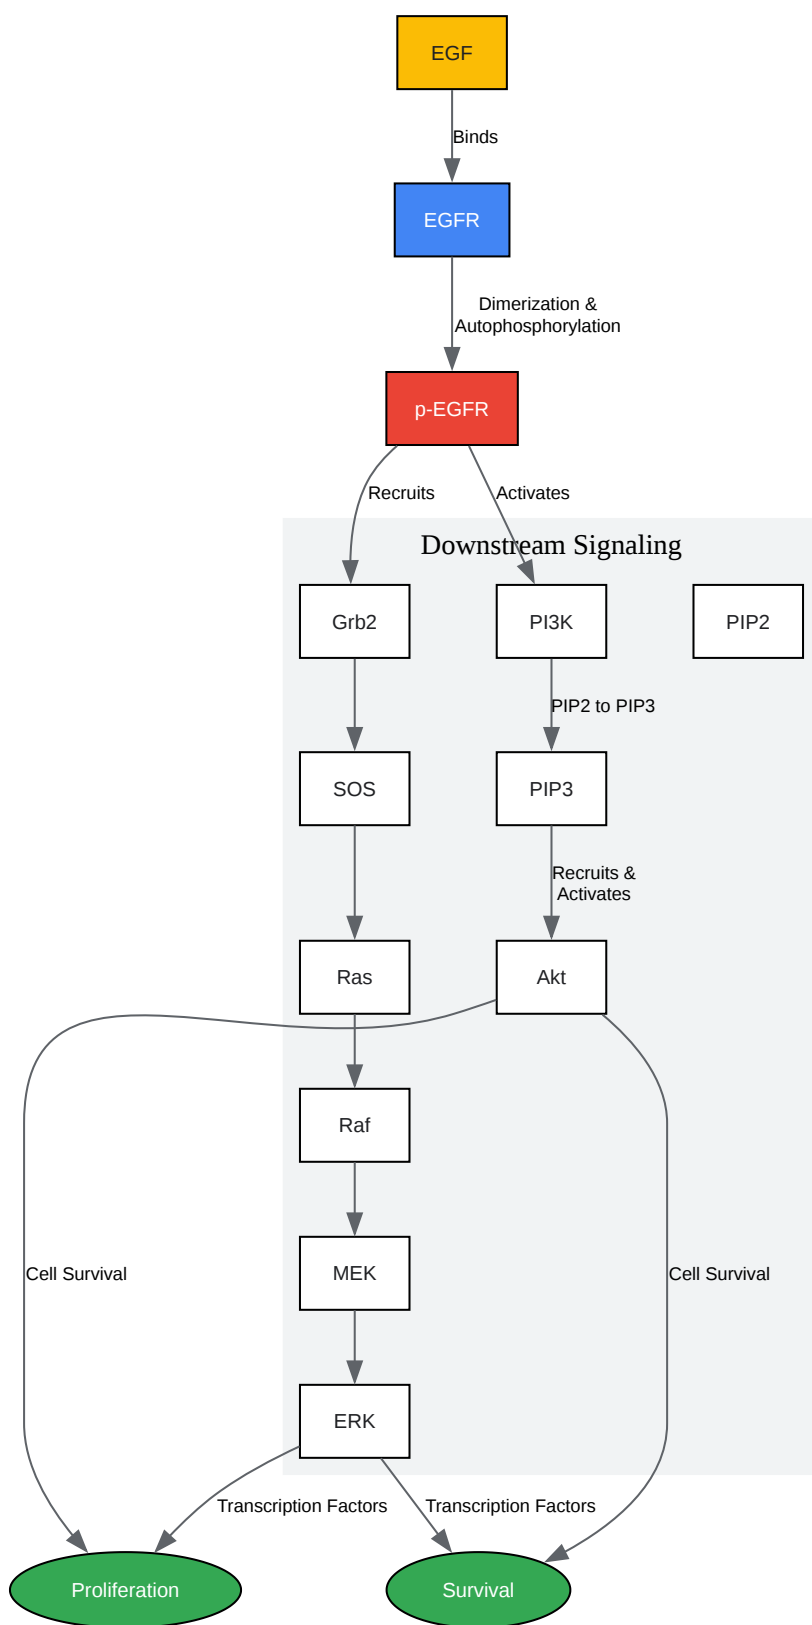 EGF
Binds
EGFR
Dimerization &
Autophosphorylation
p-EGFR
Recruits
Activates
Downstream Signaling
Grb2
PI3K
PIP2
PIP2 to PIP3
SOS
PIP3
Recruits &
Activates
Ras
Akt
Raf
Cell Survival
MEK
Cell Survival
ERK
Transcription Factors
Transcription Factors
Proliferation
Survival